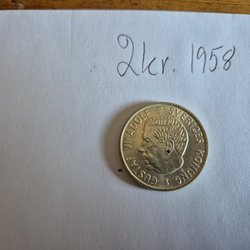 2kr. 1958
GUSTAF VI ADOLF SVERIGES KONUNG